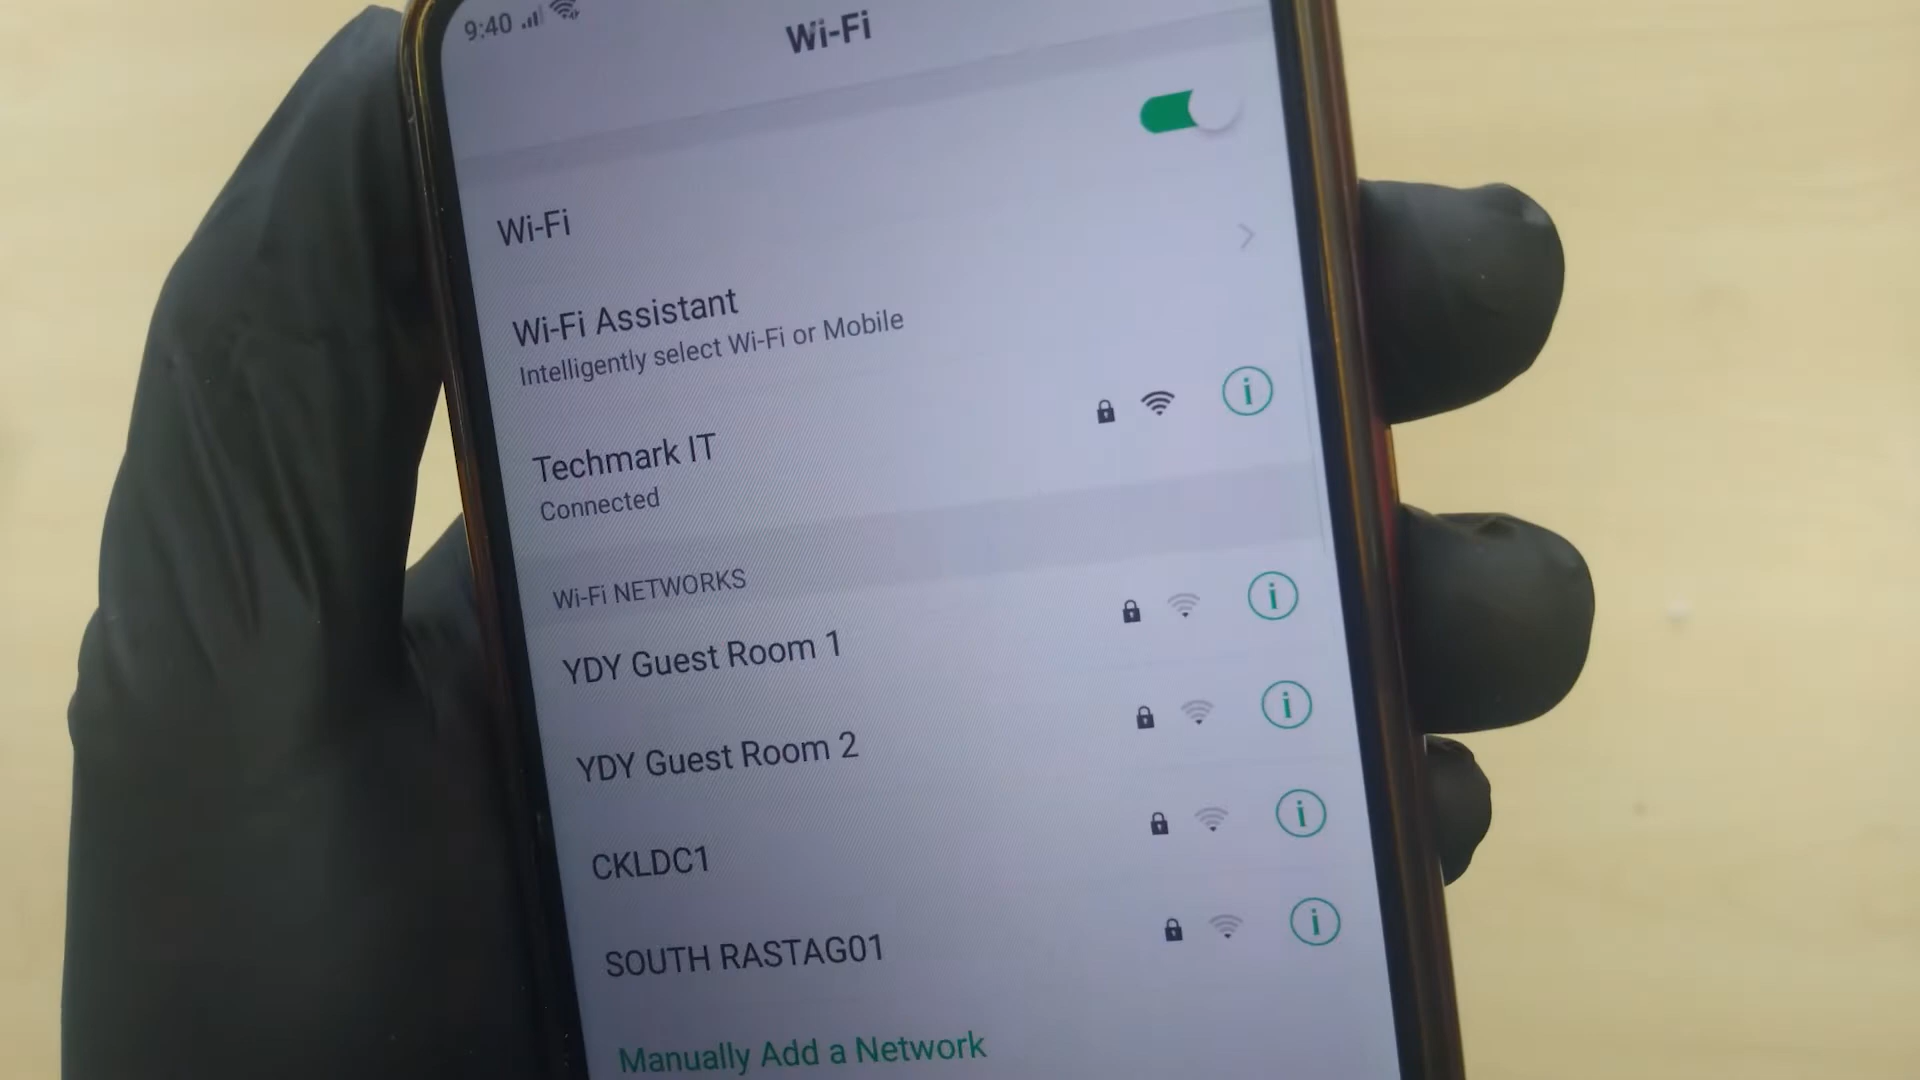 9:40
Wi-Fi
Wi-Fi
Wi-Fi Assistant
Intelligently select Wi-Fi or Mobile
Techmark IT
Connected
Wi-Fi NETWORKS
YDY Guest Room 1
YDY Guest Room 2
CKLDC1
SOUTH RASTAG01
Manually Add a Network